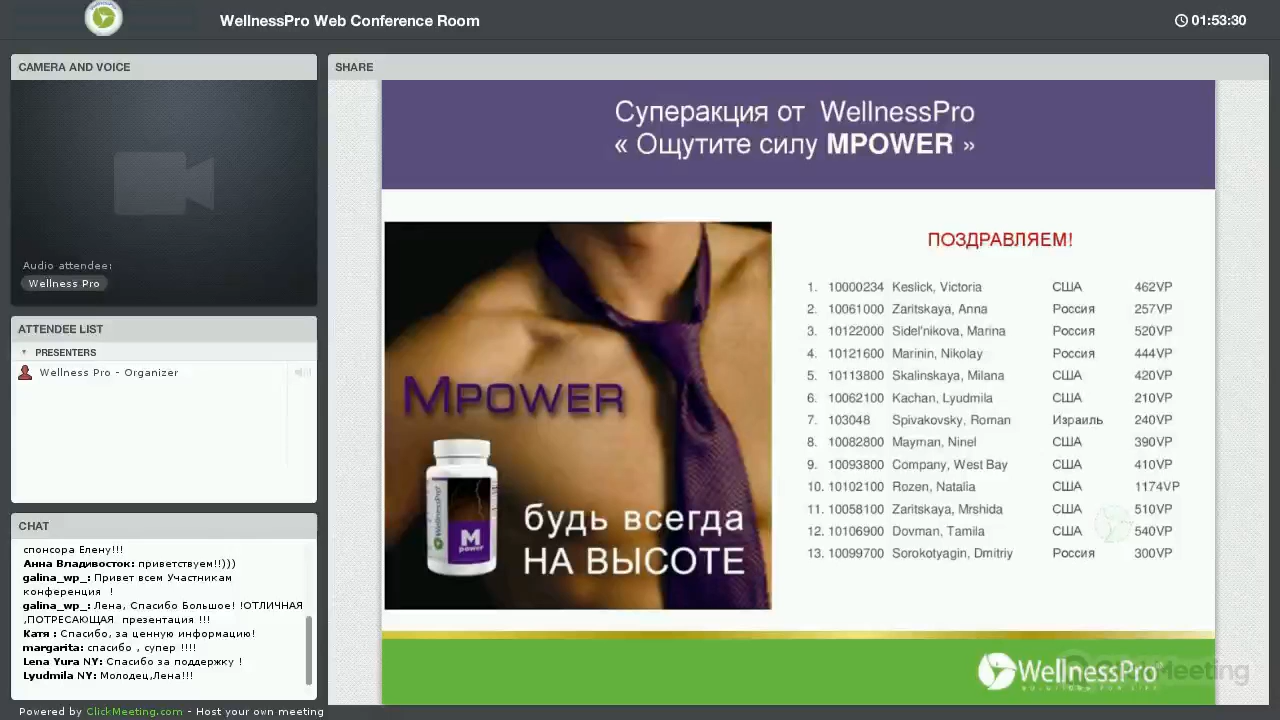 WellnessPro Web Conference Room
01:53:30
CAMERA AND VOICE
Audio attendee:
Wellness Pro
ATTENDEE LIST
PRESENTERS
Wellness Pro - Organizer
CHAT
спонсора Елену!!!
Анна Владивосток: приветствуем!!)))
galina_wp_: Привет всем Участникам
конференция !
galina_wp_: Лена, Спасибо Большое! !ОТЛИЧНАЯ
,ПОТРЕСАЮЩАЯ презентация !!!
Катя : Спасибо, за ценную информацию!
margarita: спасибо , супер !!!!
Lena York NY: Спасибо за поддержку !
Lyudmila NY: Молодец,Лена!!!
Powered by ClickMeeting.com - Host your own meeting
SHARE
Суперакция от WellnessPro
« Ощутите силу MPOWER »
MPOWER
WellnessPro
M
power
будь всегда
НА ВЫСОТЕ
ПОЗДРАВЛЯЕМ!
1. 10000234 Keslick, Victoria США 462VP
2. 10061000 Zaritskaya, Anna Россия 257VP
3. 10122000 Sidel'nikova, Marina Россия 520VP
4. 10121600 Marinin, Nikolay Россия 444VP
5. 10113800 Skalinskaya, Milana США 420VP
6. 10062100 Kachan, Lyudmila США 210VP
7. 103048 Spivakovsky, Roman Израиль 240VP
8. 10082800 Mayman, Ninel США 390VP
9. 10093800 Company, West Bay США 410VP
10. 10102100 Rozen, Natalia США 1174VP
11. 10058100 Zaritskaya, Mrshida США 510VP
12. 10106900 Dovman, Tamila США 540VP
13. 10099700 Sorokotyagin, Dmitriy Россия 300VP
WellnessPro
SOLUTIONS FOR LIFE